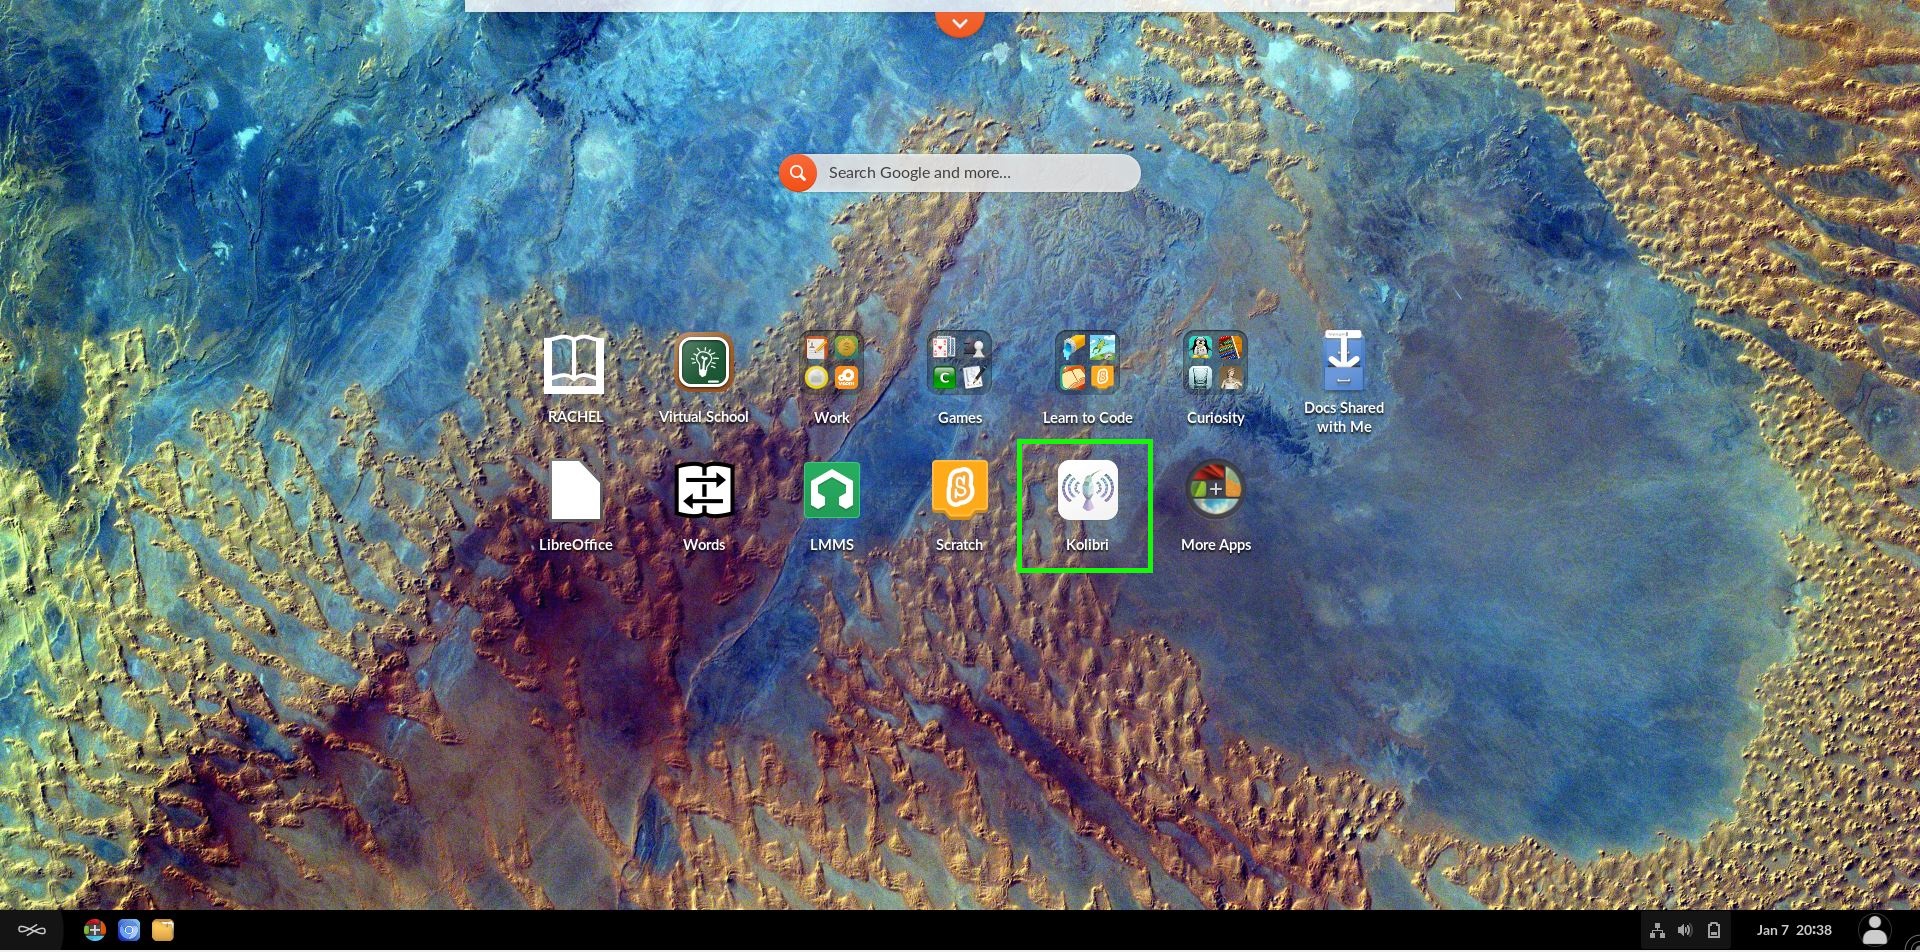 Search Google and more...
RACHEL
Virtual School
Work
Games
Learn to Code
Curiosity
Docs Shared
with Me
LibreOffice
Words
LMMS
Scratch
Kolibri
More Apps
Jan 7 20:38